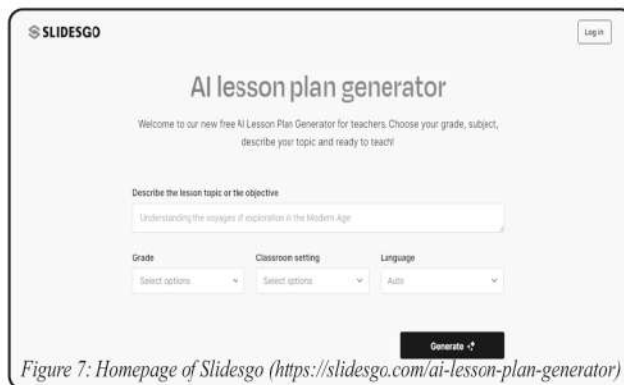 SLIDESGO
Log in
AI lesson plan generator
Welcome to our new free AI Lesson Plan Generator for teachers. Choose your grade, subject,
describe your topic and ready to teach!
Describe the lesson topic or the objective
Understanding the voyages of exploration in the Modern Age
Grade Classroom setting Language
Select options Select options Auto
Generate
Figure 7: Homepage of Slidesgo (https://slidesgo.com/ai-lesson-plan-generator)